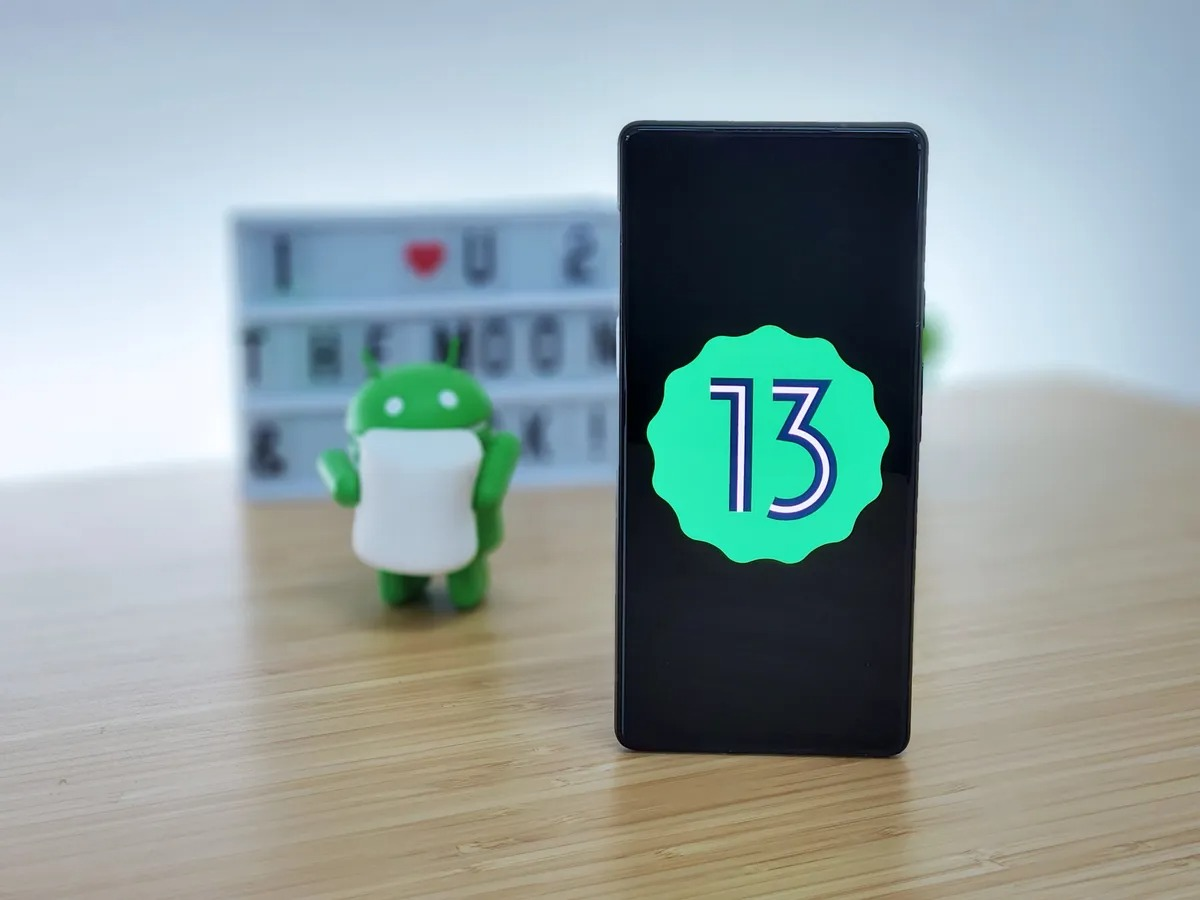 I ♥ U 2
THE MOON
&
13